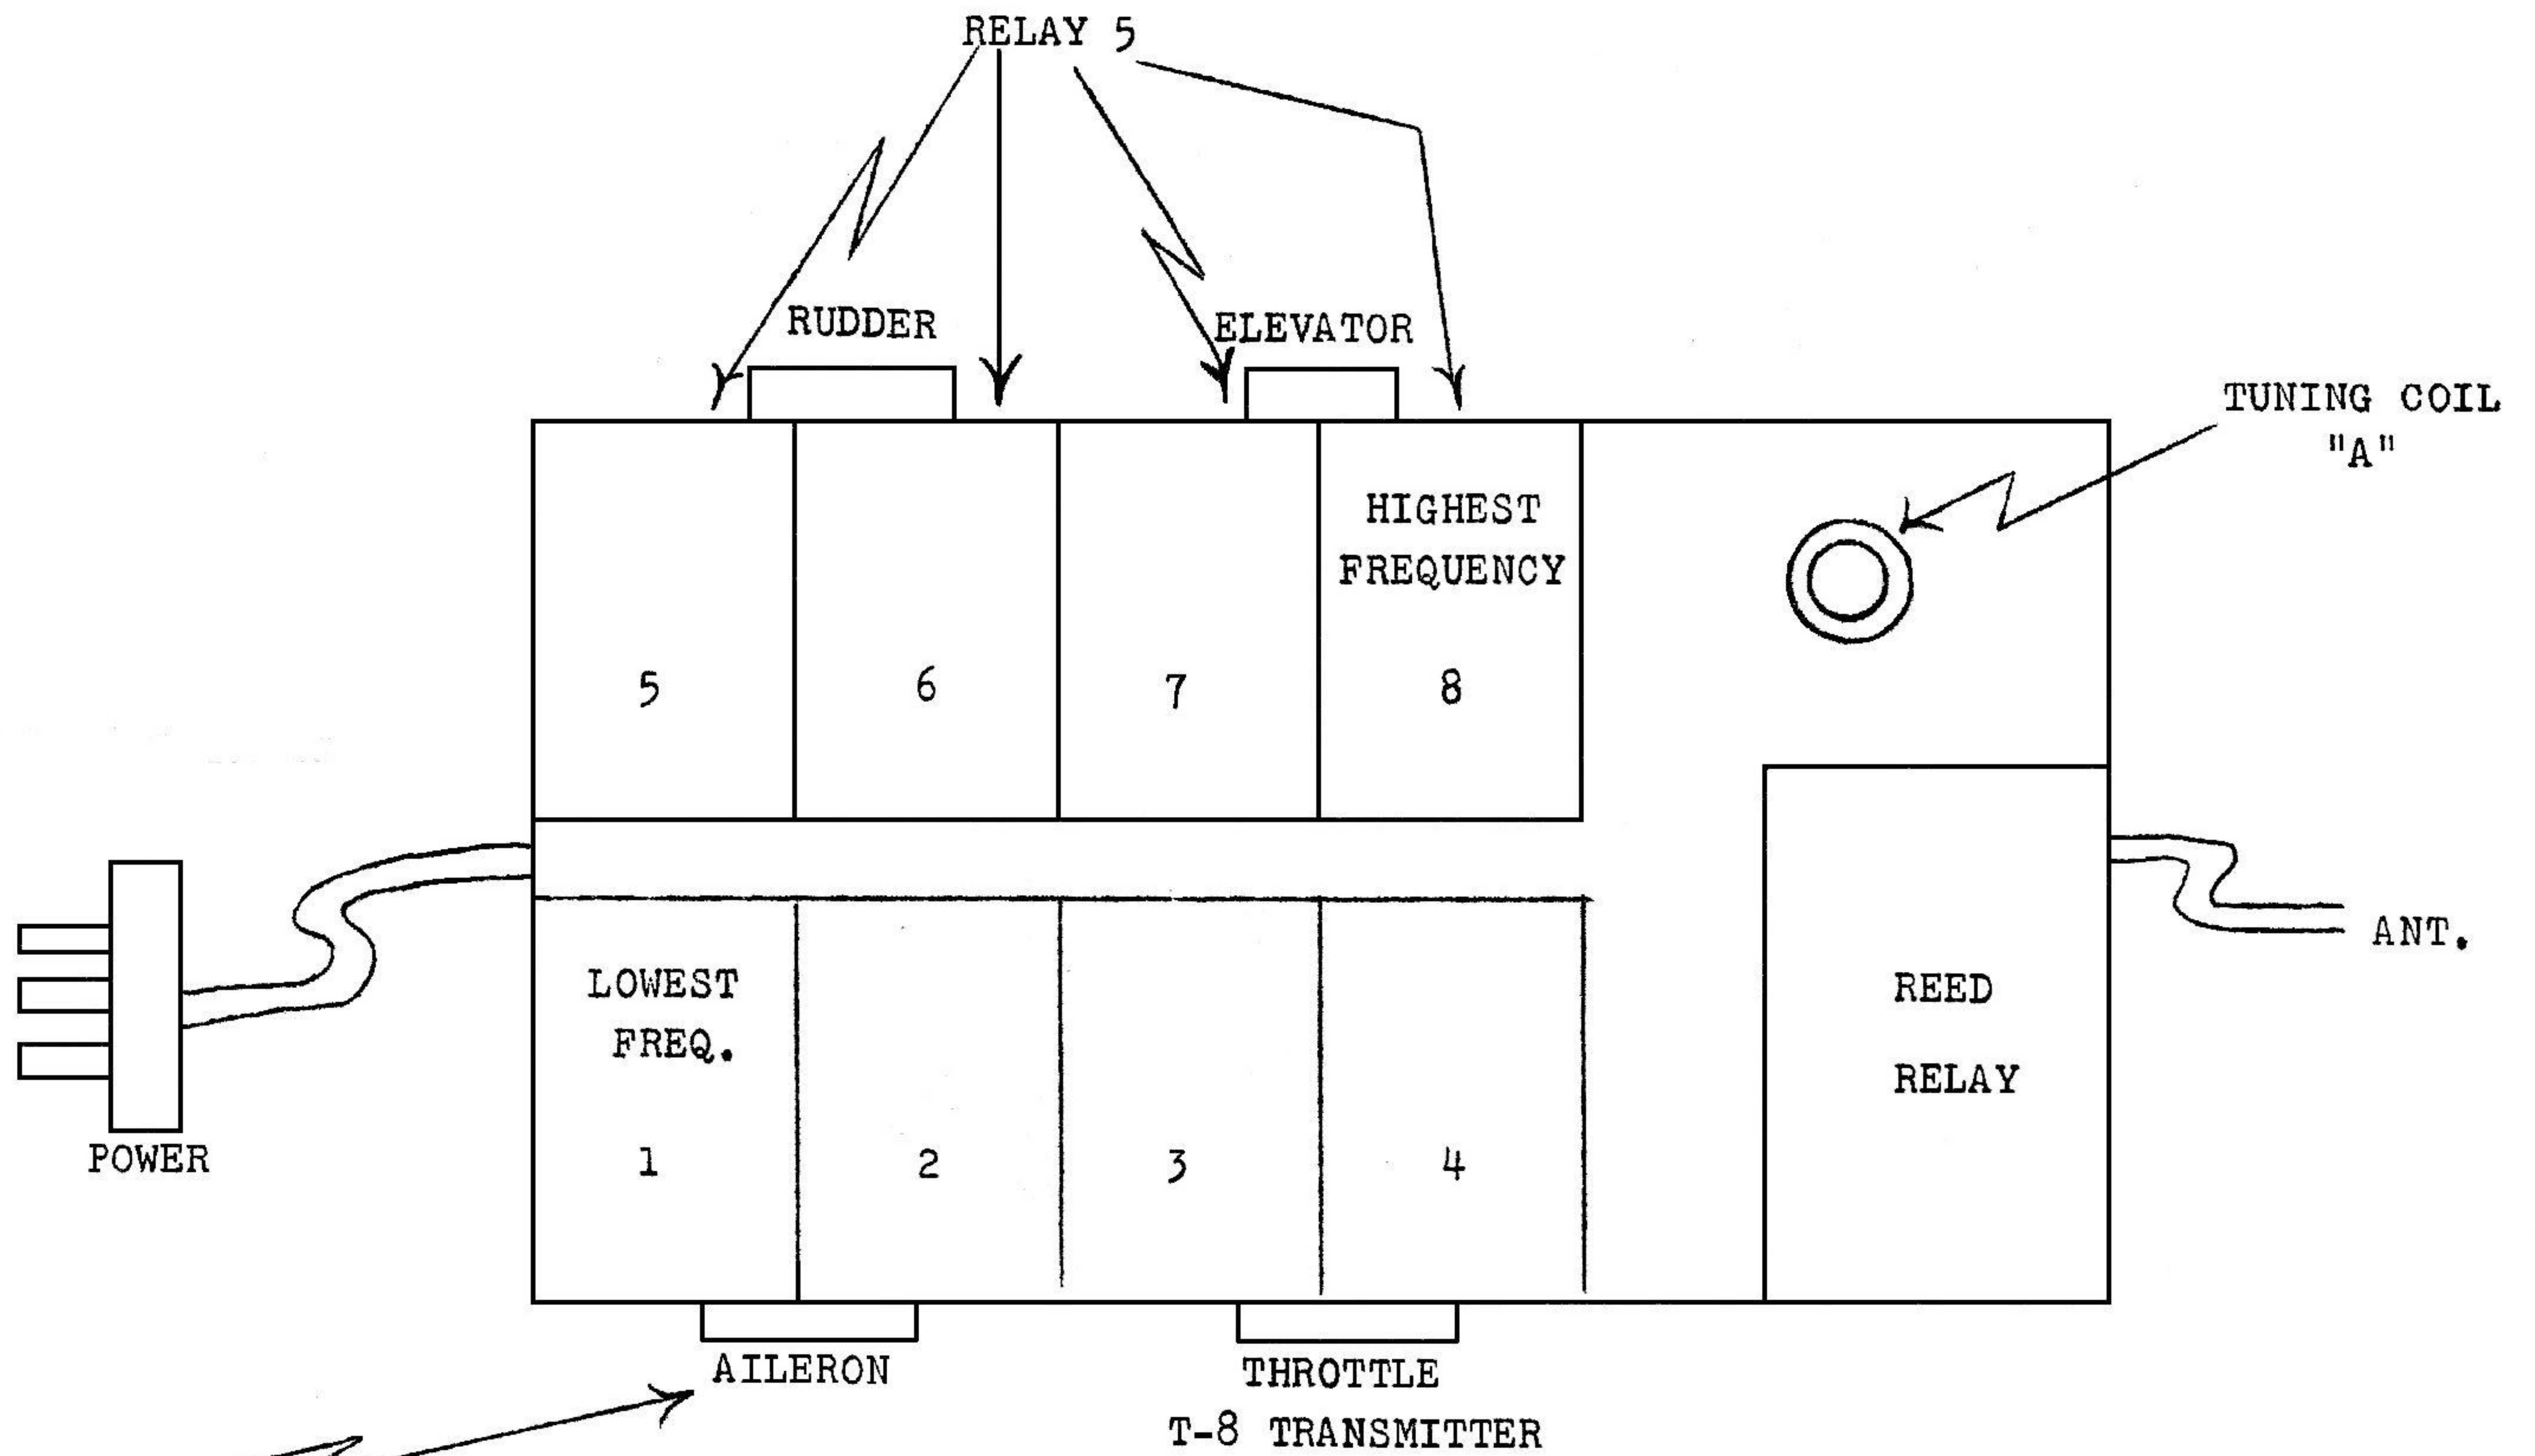 RELAY 5
RUDDER
ELEVATOR
TUNING COIL
"A"
HIGHEST
FREQUENCY
5
6
7
8
ANT.
LOWEST
FREQ.
REED
RELAY
POWER
1
2
3
4
AILERON
THROTTLE
T-8 TRANSMITTER